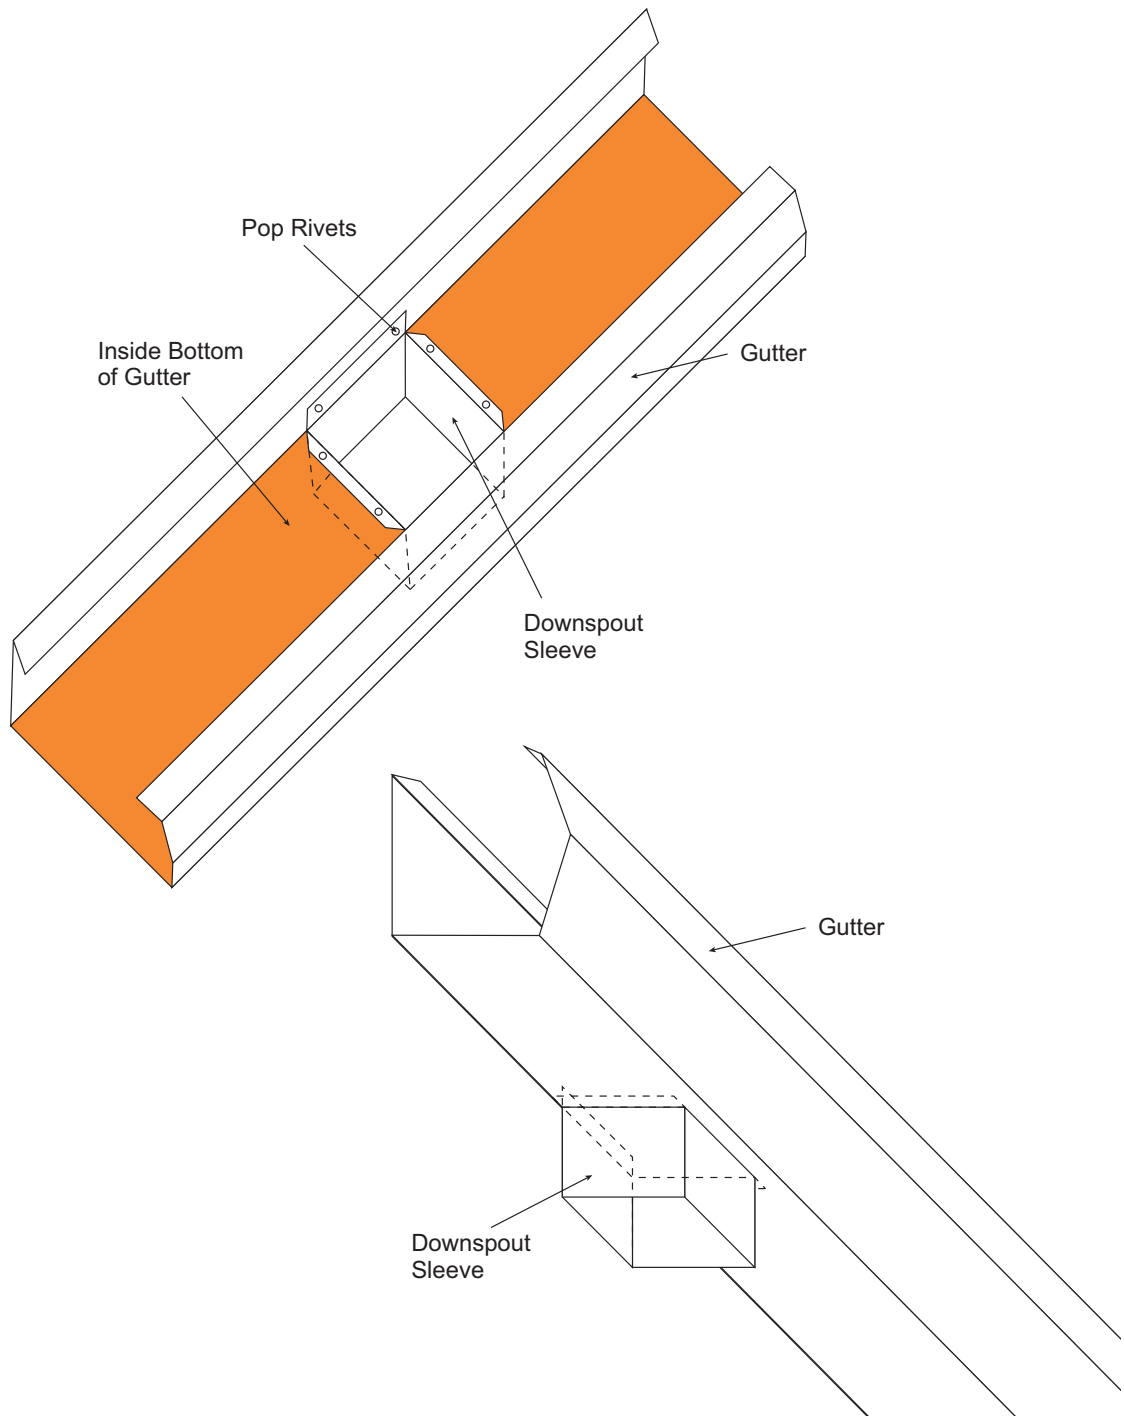 Pop Rivets
Inside Bottom
of Gutter
Gutter
Downspout
Sleeve
Gutter
Downspout
Sleeve